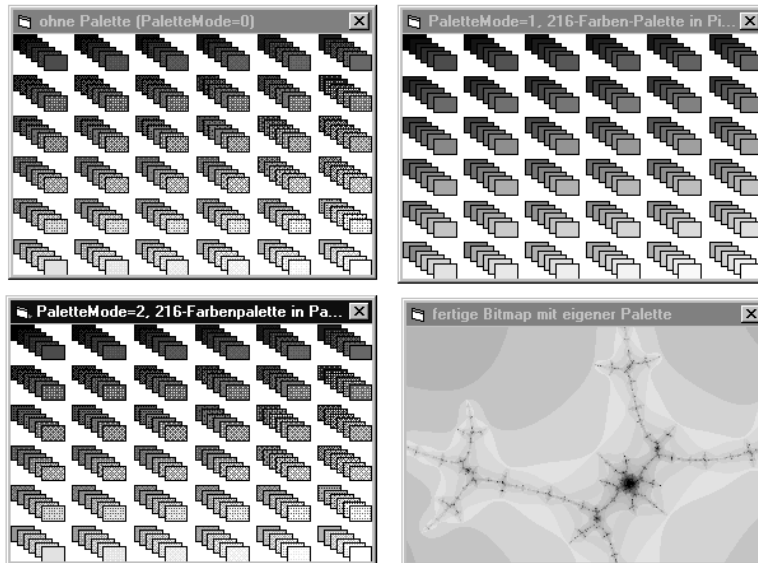 ohne Palette (PaletteMode=0)
PaletteMode=1, 216-Farben-Palette in Pi...
PaletteMode=2, 216-Farbenpalette in Pa...
fertige Bitmap mit eigener Palette